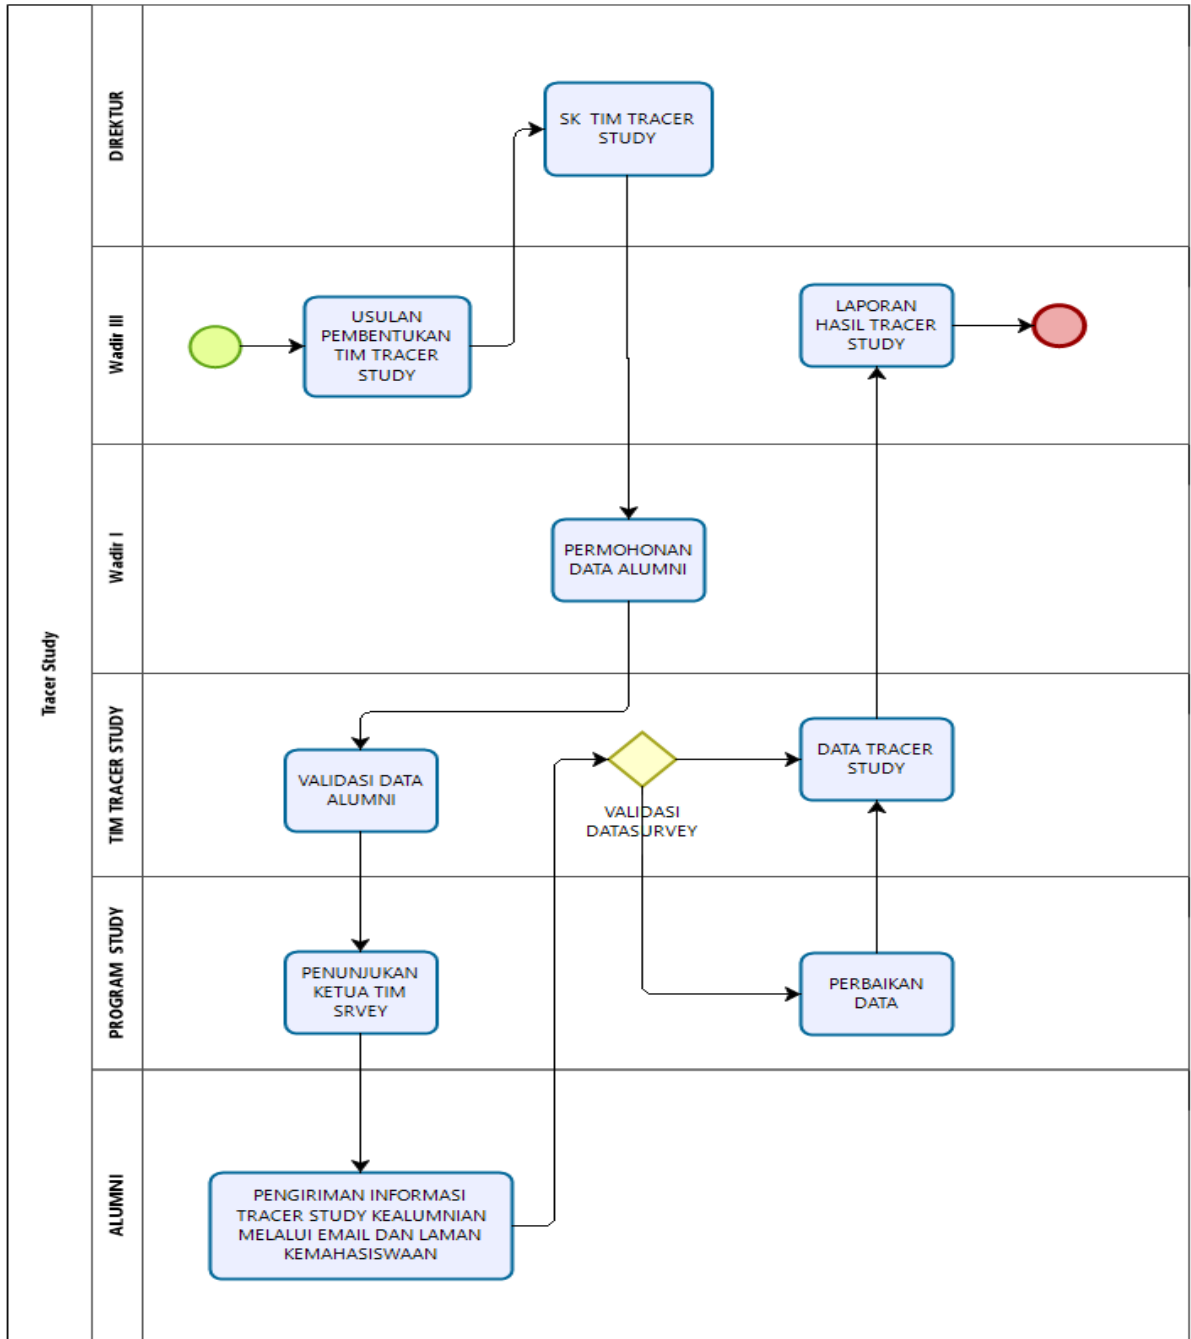 Tracer Study
DIREKTUR
SK TIM TRACER
STUDY
Wadir III
USULAN
PEMBENTUKAN
TIM TRACER
STUDY
LAPORAN
HASIL TRACER
STUDY
Wadir I
PERMOHONAN
DATA ALUMNI
TIM TRACER STUDY
VALIDASI DATA
ALUMNI
VALIDASI
DATASURVEY
DATA TRACER
STUDY
PROGRAM STUDY
PENUNJUKAN
KETUA TIM
SRVEY
PERBAIKAN
DATA
ALUMNI
PENGIRIMAN INFORMASI
TRACER STUDY KEALUMNIAN
MELALUI EMAIL DAN LAMAN
KEMAHASISWAAN